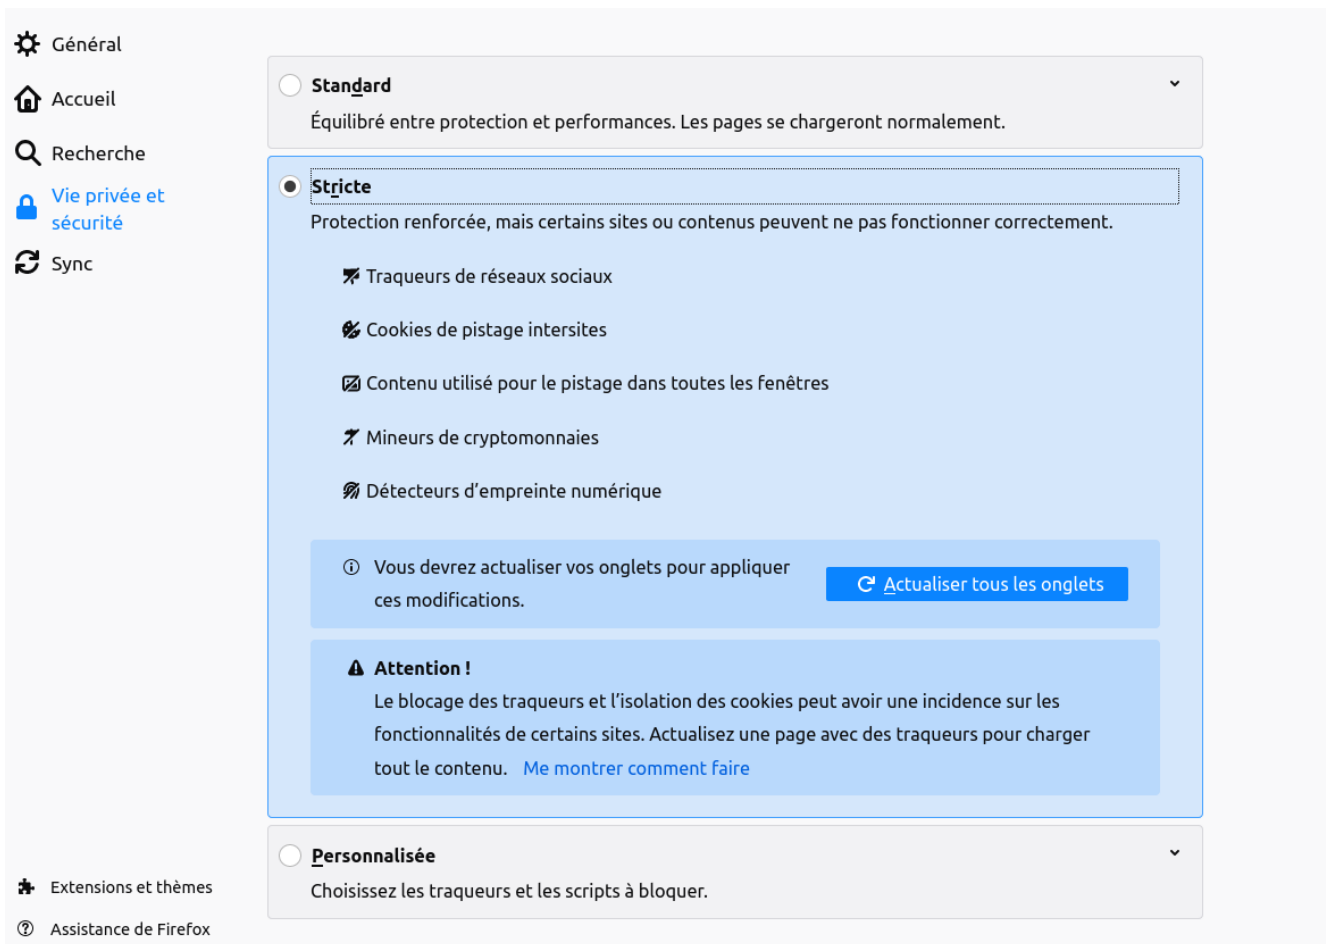 Général
Accueil
Recherche
Vie privée et
sécurité
Sync
Extensions et thèmes
Assistance de Firefox
Standard
Équilibré entre protection et performances. Les pages se chargeront normalement.
Stricte
Protection renforcée, mais certains sites ou contenus peuvent ne pas fonctionner correctement.
Traqueurs de réseaux sociaux
Cookies de pistage intersites
Contenu utilisé pour le pistage dans toutes les fenêtres
Mineurs de cryptomonnaies
Détecteurs d’empreinte numérique
Vous devrez actualiser vos onglets pour appliquer
ces modifications.
Actualiser tous les onglets
Attention !
Le blocage des traqueurs et l’isolation des cookies peut avoir une incidence sur les
fonctionnalités de certains sites. Actualisez une page avec des traqueurs pour charger
tout le contenu. Me montrer comment faire
Personnalisée
Choisissez les traqueurs et les scripts à bloquer.